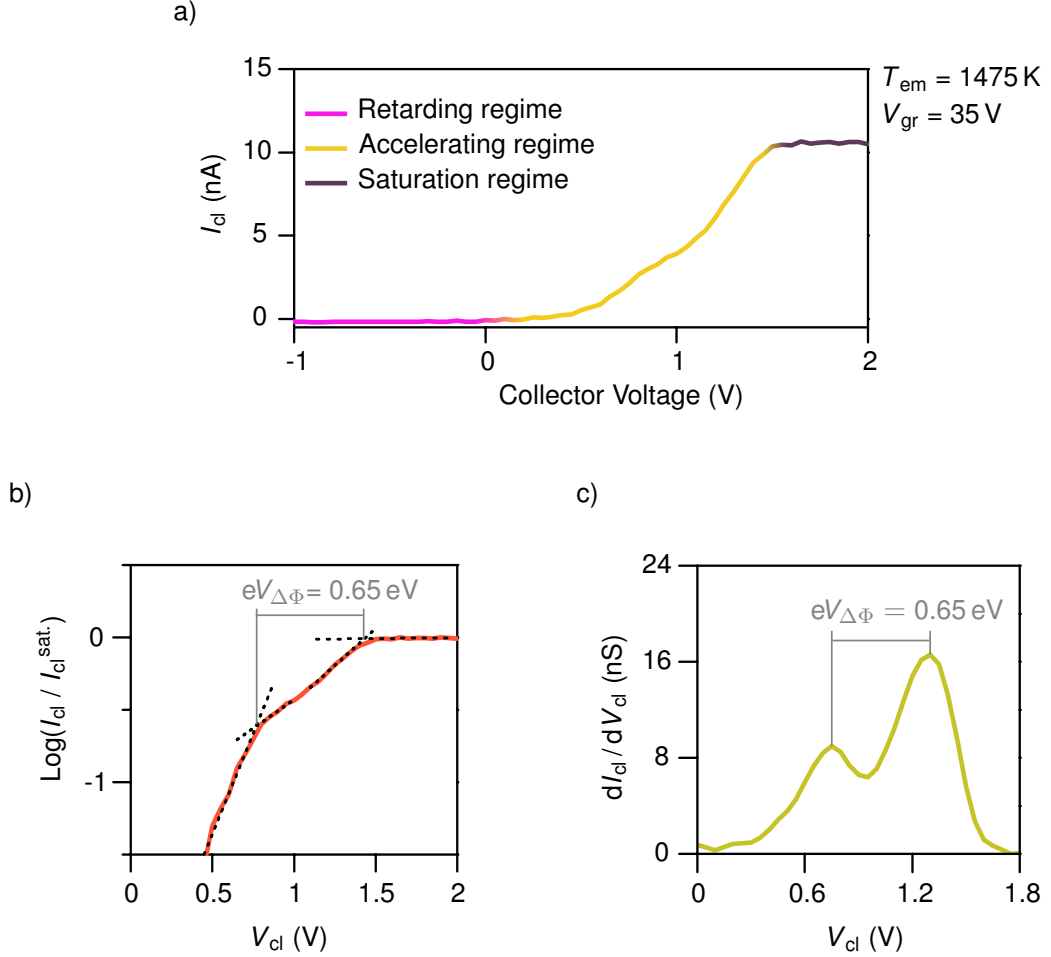 a)
15
10
5
0
I_cl (nA)
Retarding regime
Accelerating regime
Saturation regime
T_em = 1475 K
V_gr = 35 V
-1 0 1 2
Collector Voltage (V)
b)
eV_ΔΦ = 0.65 eV
0
-1
Log(I_cl / I_cl^sat.)
0 0.5 1 1.5 2
V_cl (V)
c)
24
16
8
0
dI_cl / dV_cl (nS)
eV_ΔΦ = 0.65 eV
0 0.6 1.2 1.8
V_cl (V)